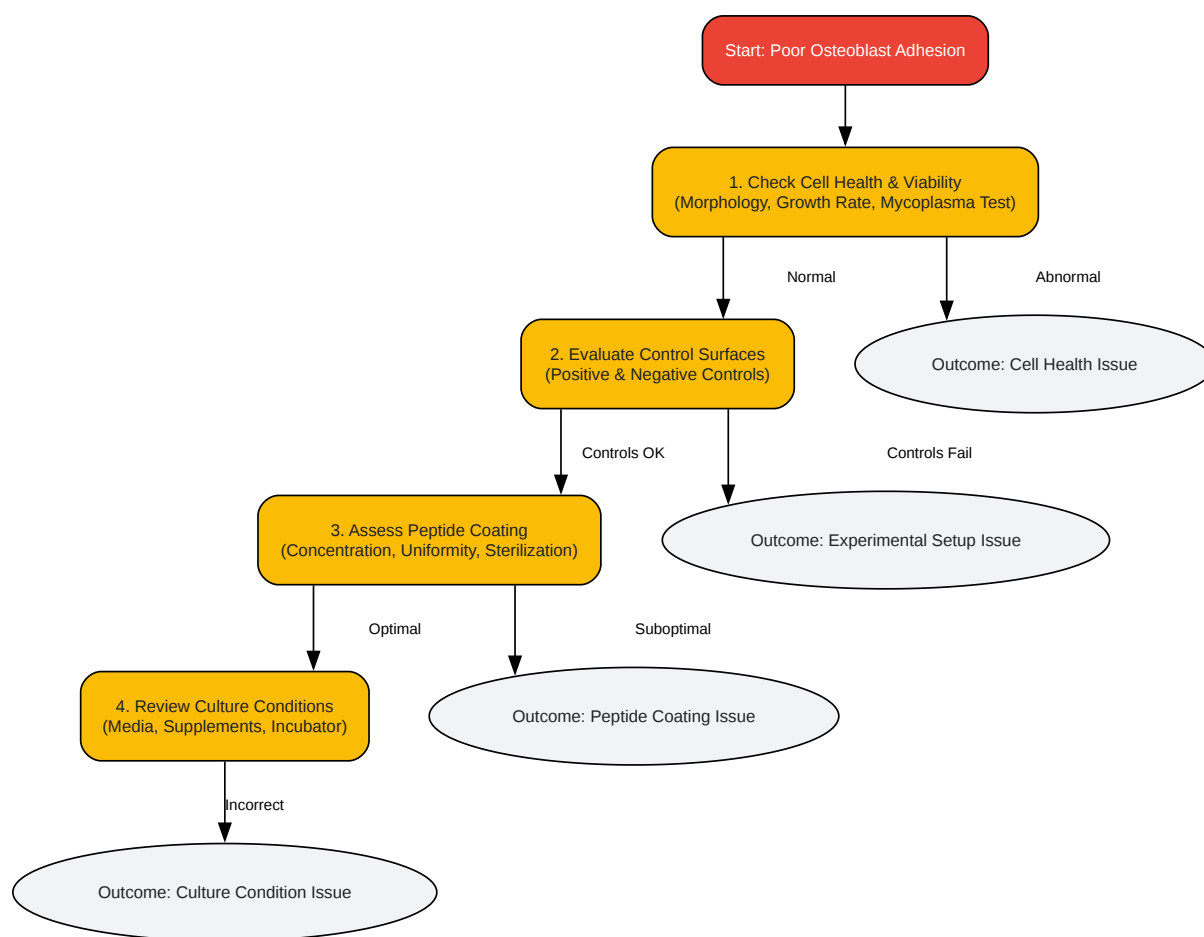 Start: Poor Osteoblast Adhesion
1. Check Cell Health & Viability
(Morphology, Growth Rate, Mycoplasma Test)
Normal
Abnormal
2. Evaluate Control Surfaces
(Positive & Negative Controls)
Outcome: Cell Health Issue
Controls OK
Controls Fail
3. Assess Peptide Coating
(Concentration, Uniformity, Sterilization)
Outcome: Experimental Setup Issue
Optimal
Suboptimal
4. Review Culture Conditions
(Media, Supplements, Incubator)
Outcome: Peptide Coating Issue
Incorrect
Outcome: Culture Condition Issue